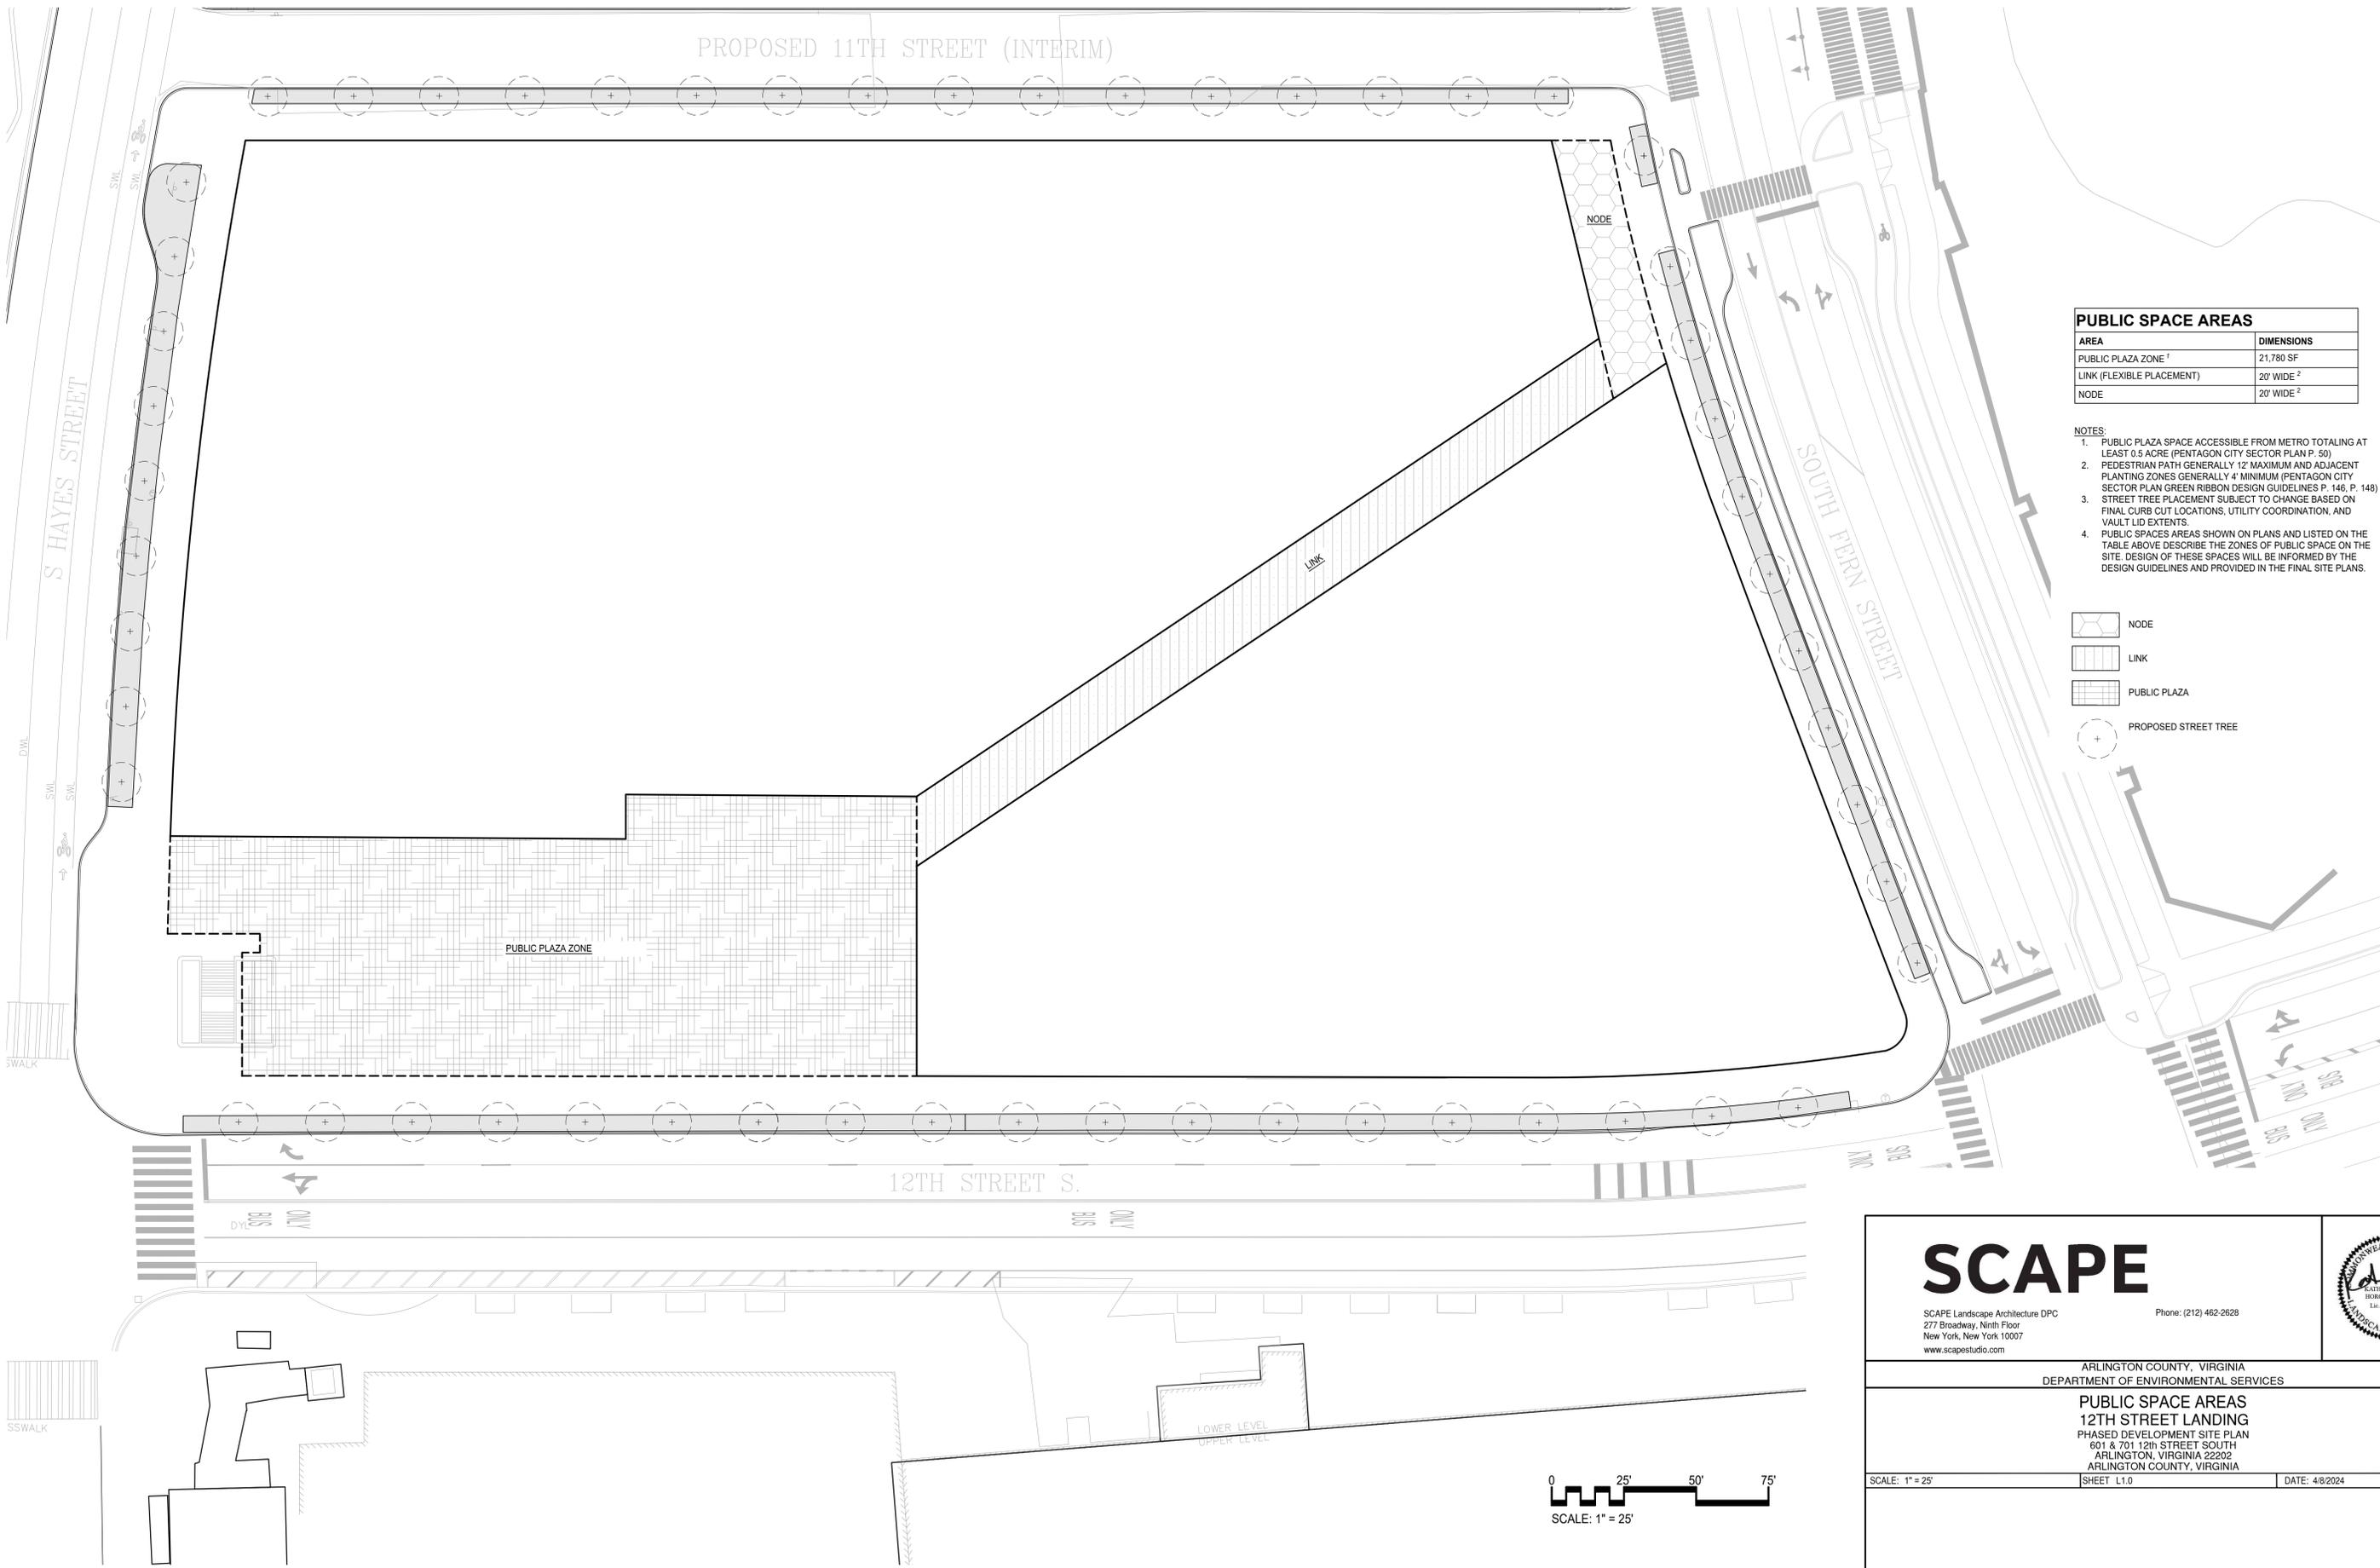 PROPOSED 11TH STREET (INTERIM)
SWL
SWL
S HAYES STREET
DWL
SWL
SWL
NODE
LINK
PUBLIC PLAZA ZONE
SOUTH FERN STREET
PUBLIC SPACE AREAS
AREA DIMENSIONS
PUBLIC PLAZA ZONE 1 21,780 SF
LINK (FLEXIBLE PLACEMENT) 20' WIDE 2
NODE 20' WIDE 2
NOTES:
1. PUBLIC PLAZA SPACE ACCESSIBLE FROM METRO TOTALING AT
LEAST 0.5 ACRE (PENTAGON CITY SECTOR PLAN P. 50)
2. PEDESTRIAN PATH GENERALLY 12' MAXIMUM AND ADJACENT
PLANTING ZONES GENERALLY 4' MINIMUM (PENTAGON CITY
SECTOR PLAN GREEN RIBBON DESIGN GUIDELINES P. 146, P. 148)
3. STREET TREE PLACEMENT SUBJECT TO CHANGE BASED ON
FINAL CURB CUT LOCATIONS, UTILITY COORDINATION, AND
VAULT LID EXTENTS.
4. PUBLIC SPACES AREAS SHOWN ON PLANS AND LISTED ON THE
TABLE ABOVE DESCRIBE THE ZONES OF PUBLIC SPACE ON THE
SITE. DESIGN OF THESE SPACES WILL BE INFORMED BY THE
DESIGN GUIDELINES AND PROVIDED IN THE FINAL SITE PLANS.
NODE
LINK
PUBLIC PLAZA
PROPOSED STREET TREE
SWALK
12TH STREET S.
DYL
BUS
ONLY
BUS
ONLY
ONLY
BUS
BUS
ONLY
BUS
ONLY
SSWALK
LOWER LEVEL
UPPER LEVEL
0 25' 50' 75'
SCALE: 1" = 25'
SCAPE
SCAPE Landscape Architecture DPC Phone: (212) 462-2628
277 Broadway, Ninth Floor
New York, New York 10007
www.scapestudio.com
ARLINGTON COUNTY, VIRGINIA
DEPARTMENT OF ENVIRONMENTAL SERVICES
PUBLIC SPACE AREAS
12TH STREET LANDING
PHASED DEVELOPMENT SITE PLAN
601 & 701 12th STREET SOUTH
ARLINGTON, VIRGINIA 22202
ARLINGTON COUNTY, VIRGINIA
SCALE: 1" = 25' SHEET L1.0 DATE: 4/8/2024